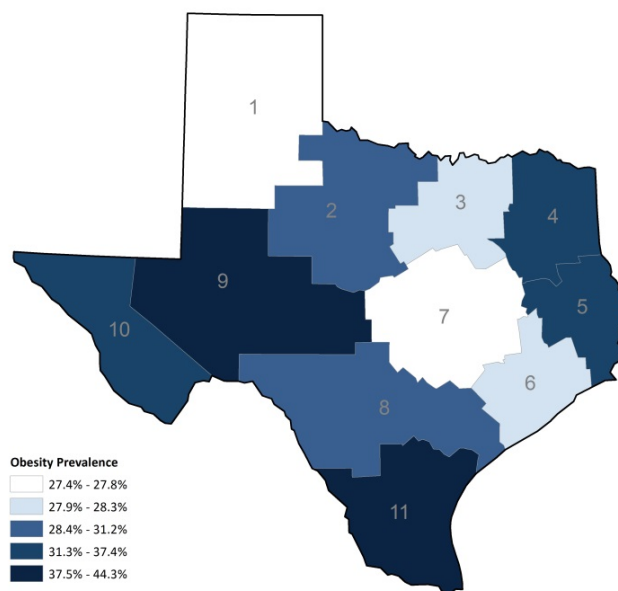 1
2
3
4
9
5
10
7
6
8
11
Obesity Prevalence
27.4% - 27.8%
27.9% - 28.3%
28.4% - 31.2%
31.3% - 37.4%
37.5% - 44.3%